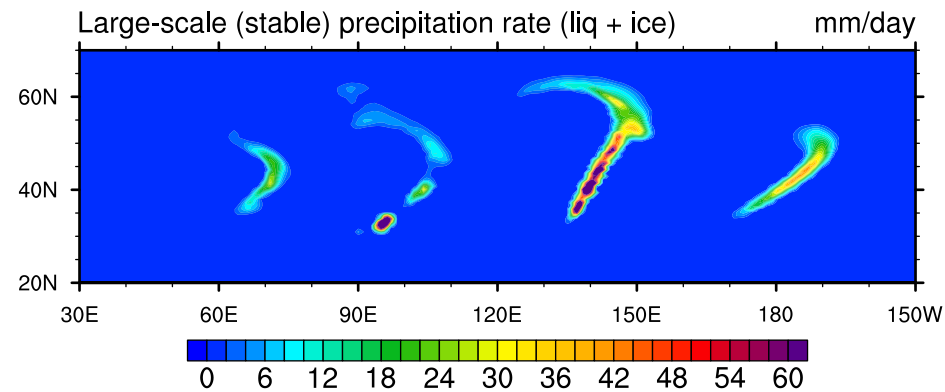 Large-scale (stable) precipitation rate (liq + ice) mm/day
60N
40N
20N
30E 60E 90E 120E 150E 180 150W
0 6 12 18 24 30 36 42 48 54 60